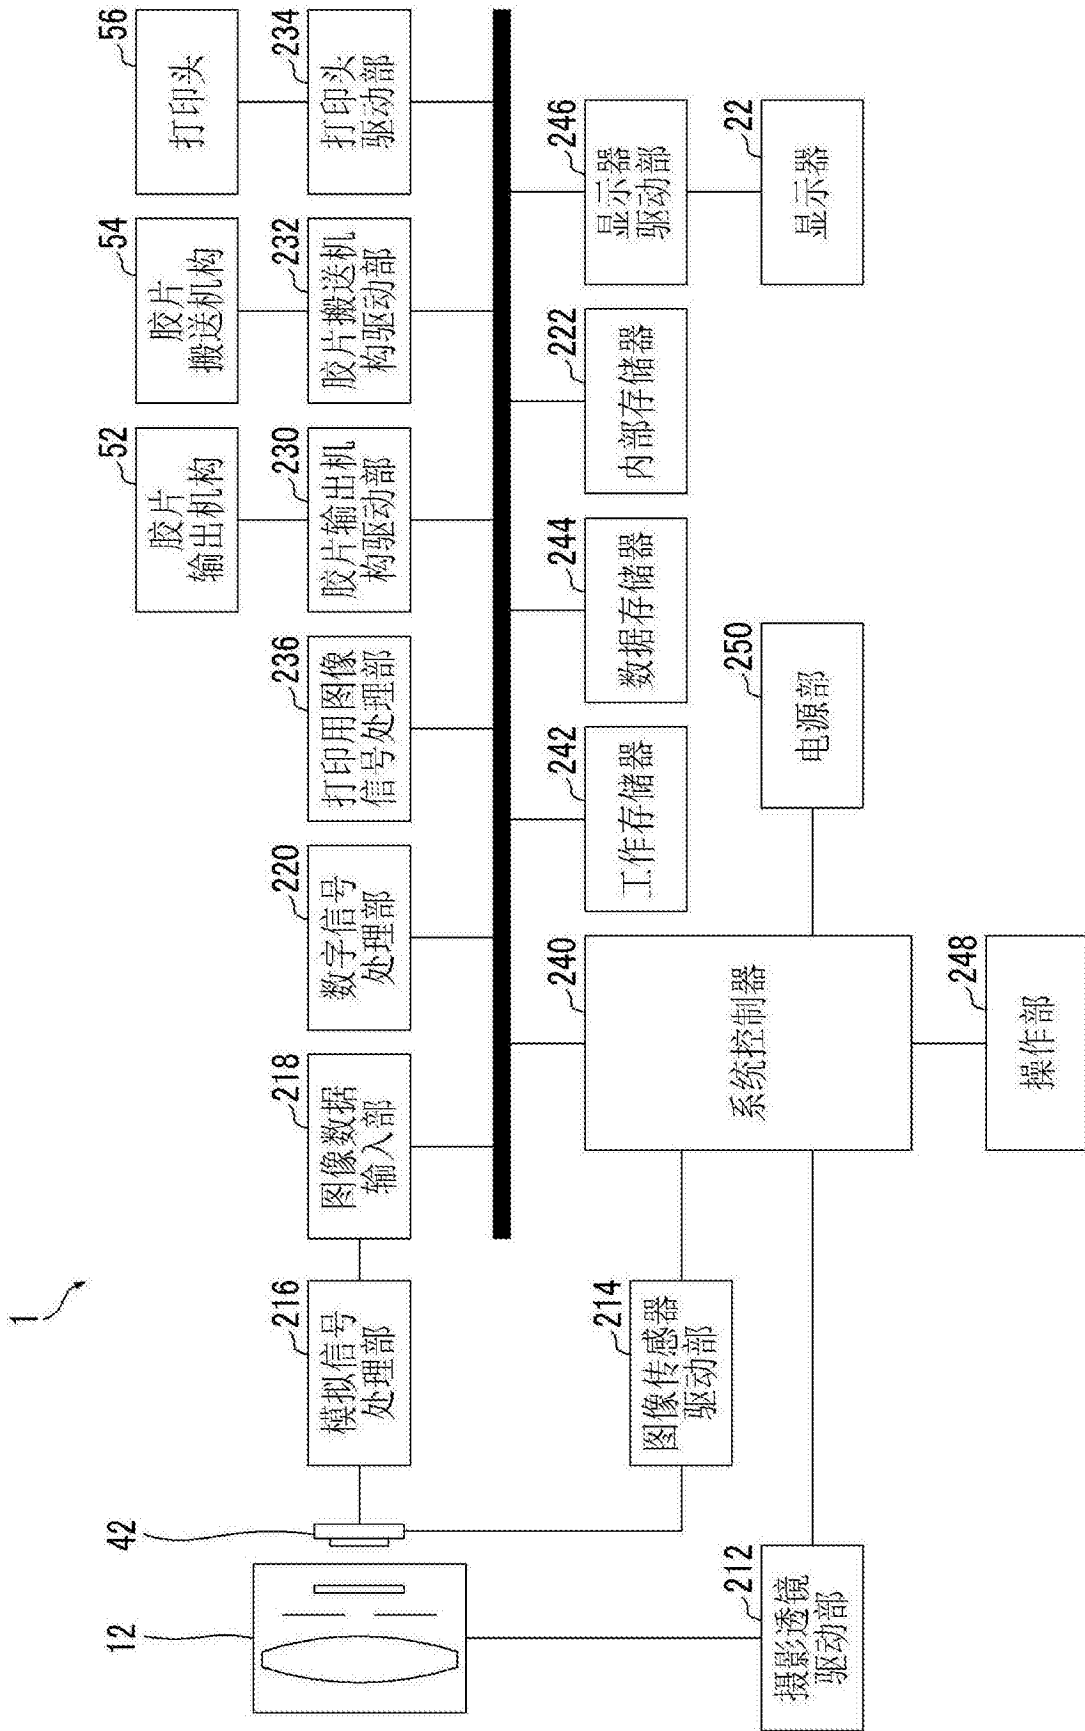 1
12
42
216
模拟信号
处理部
218
图像数据
输入部
220
数字信号
处理部
236
打印用图像
信号处理部
52
胶片
输出机构
230
胶片输出机
构驱动部
54
胶片
搬送机构
232
胶片搬送机
构驱动部
56
打印头
234
打印头
驱动部
212
摄影透镜
驱动部
214
图像传感器
驱动部
240
系统控制器
248
操作部
250
电源部
242
工作存储器
244
数据存储器
222
内部存储器
246
显示器
驱动部
22
显示器